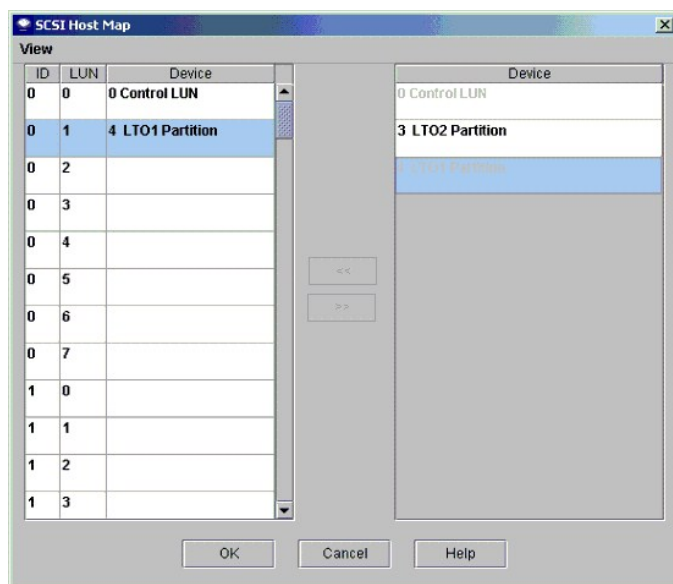 SCSI Host Map
View
ID LUN Device
0 0 0 Control LUN
0 1 4 LTO1 Partition
0 2
0 3
0 4
0 5
0 6
0 7
1 0
1 1
1 2
1 3
<<
>>
Device
0 Control LUN
3 LTO2 Partition
LTO1 Partition
OK Cancel Help